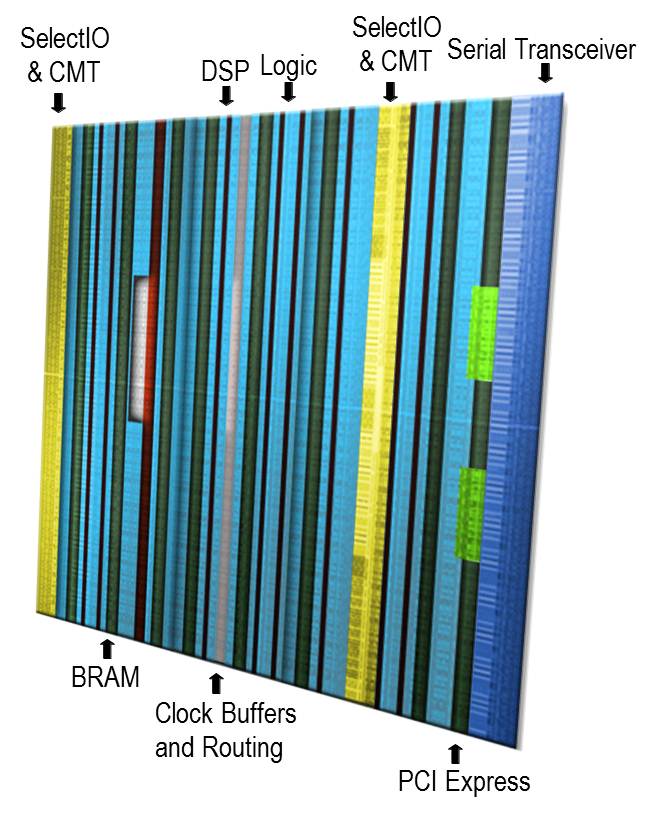 SelectIO
& CMT
DSP
Logic
SelectIO
& CMT
Serial Transceiver
BRAM
Clock Buffers
and Routing
PCI Express